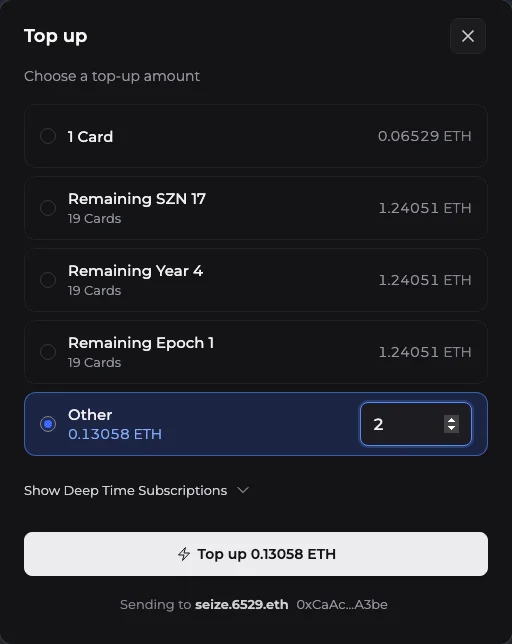 Top up
Choose a top-up amount
1 Card
0.06529 ETH
Remaining SZN 17
19 Cards
1.24051 ETH
Remaining Year 4
19 Cards
1.24051 ETH
Remaining Epoch 1
19 Cards
1.24051 ETH
Other
0.13058 ETH
2
Show Deep Time Subscriptions
Top up 0.13058 ETH
Sending to seize.6529.eth 0xCaAc...A3be